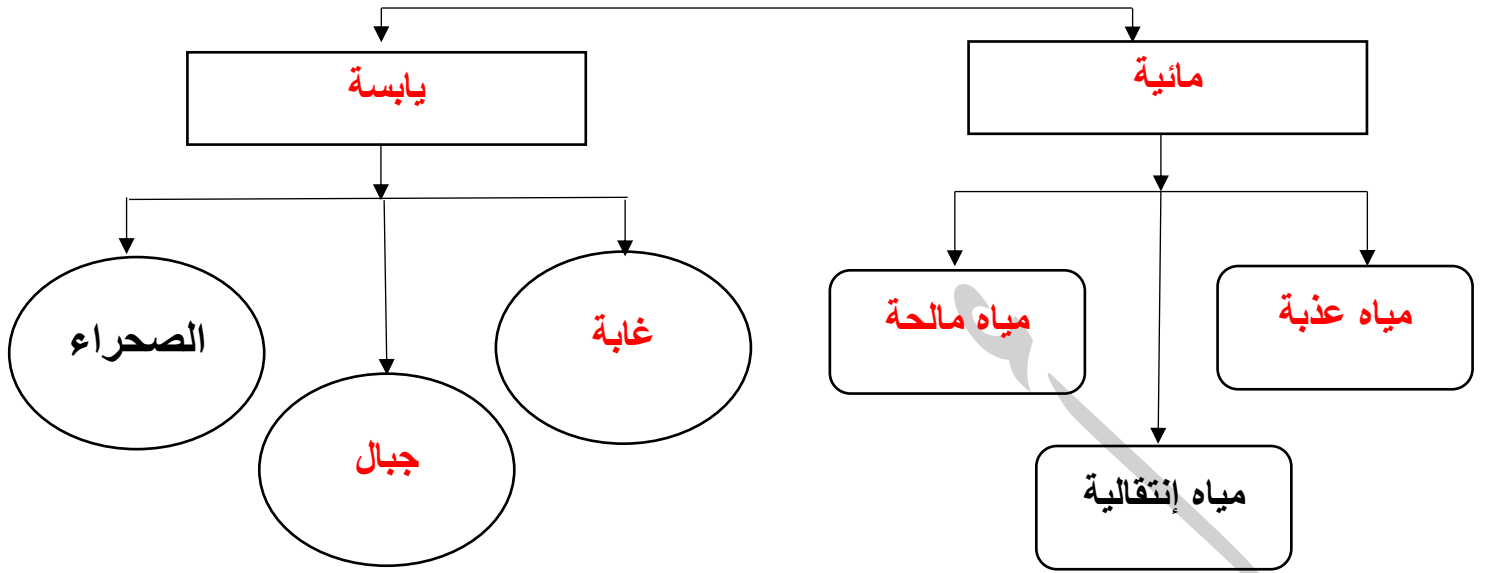 مائية
يابسة
مياه عذبة
مياه مالحة
غابة
الصحراء
جبال
مياه إنتقالية